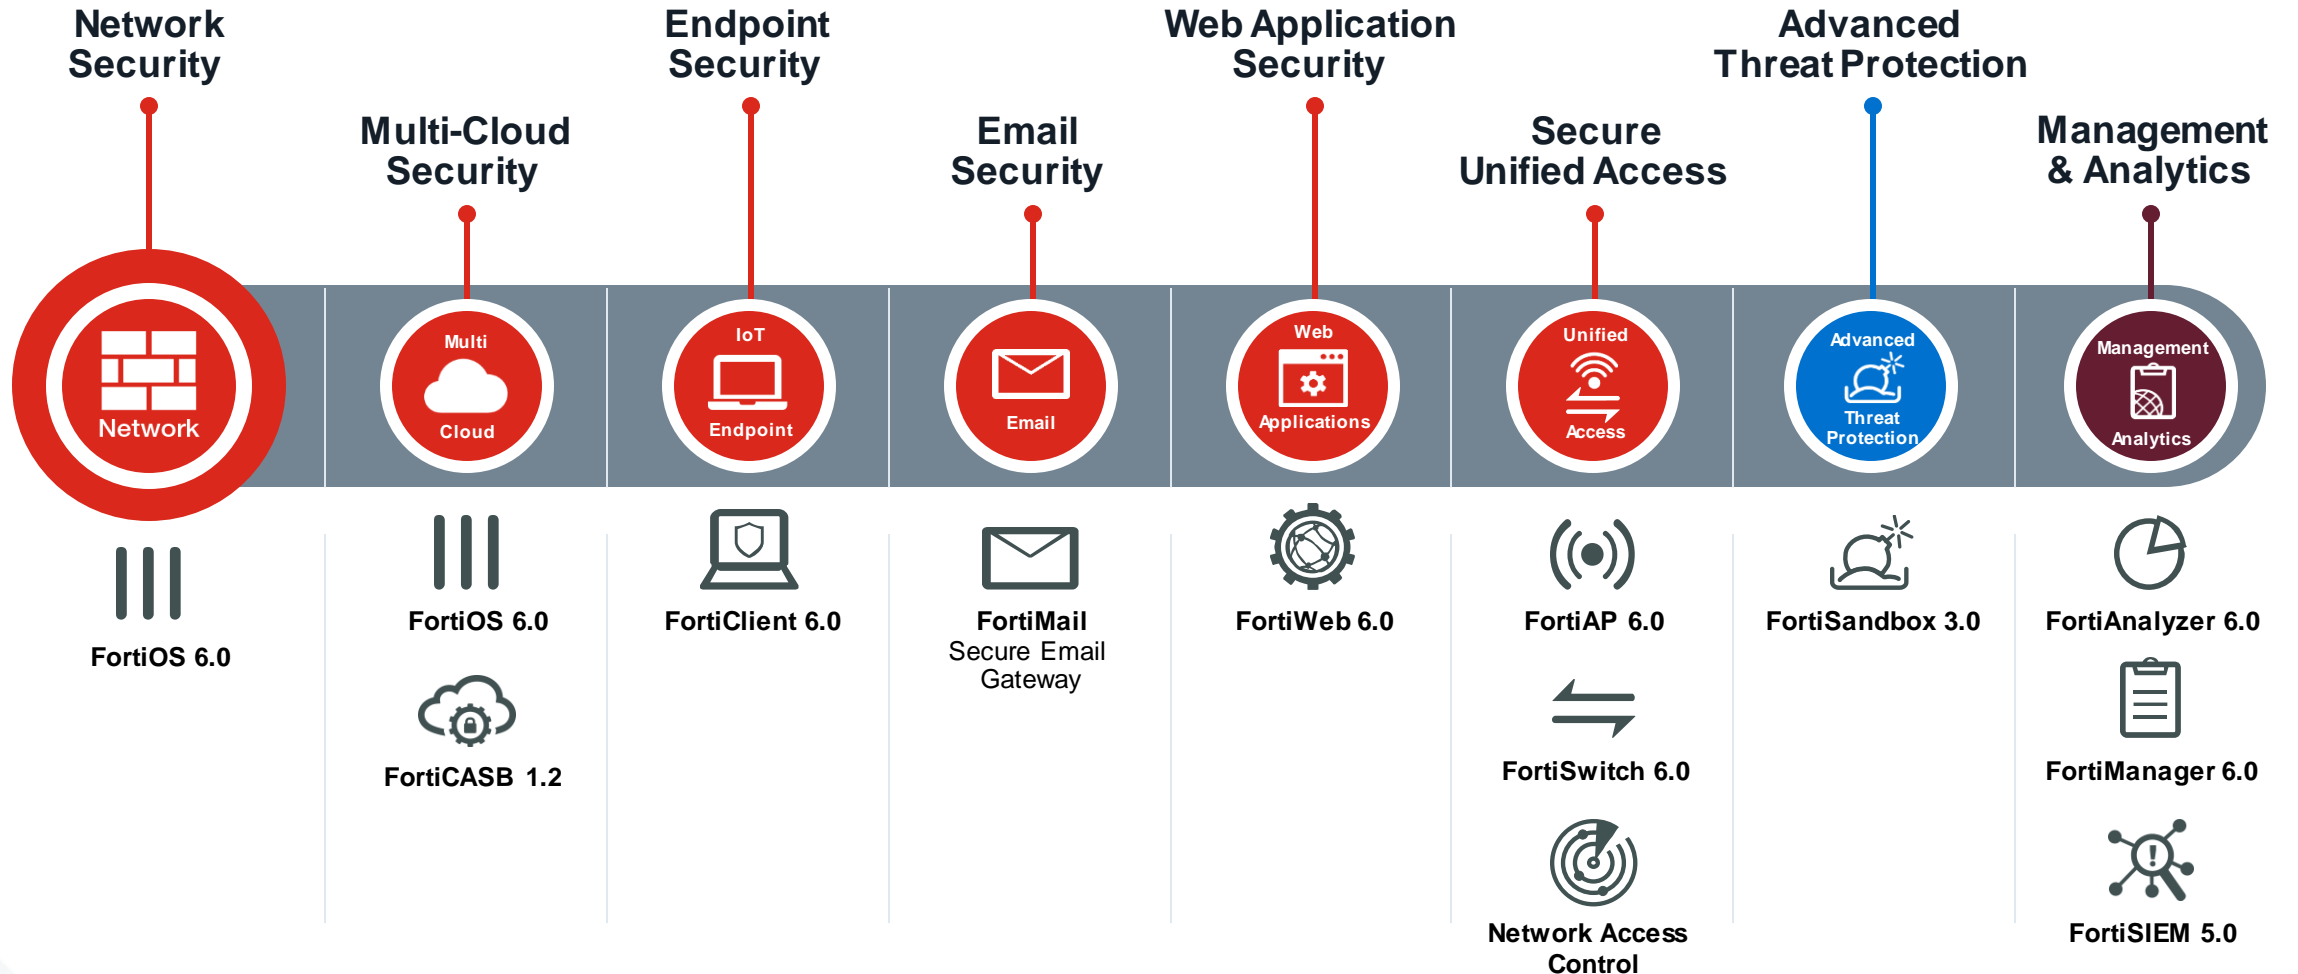 Network
Security
Multi-Cloud
Security
Endpoint
Security
Email
Security
Web Application
Security
Secure
Unified Access
Advanced
Threat Protection
Management
& Analytics
Network
Multi
Cloud
IoT
Endpoint
Email
Web
Applications
Unified
Access
Advanced
Threat
Protection
Management
Analytics
FortiOS 6.0
FortiOS 6.0
FortiCASB 1.2
FortiClient 6.0
FortiMail
Secure Email
Gateway
FortiWeb 6.0
FortiAP 6.0
FortiSwitch 6.0
Network Access
Control
FortiSandbox 3.0
FortiAnalyzer 6.0
FortiManager 6.0
FortiSIEM 5.0